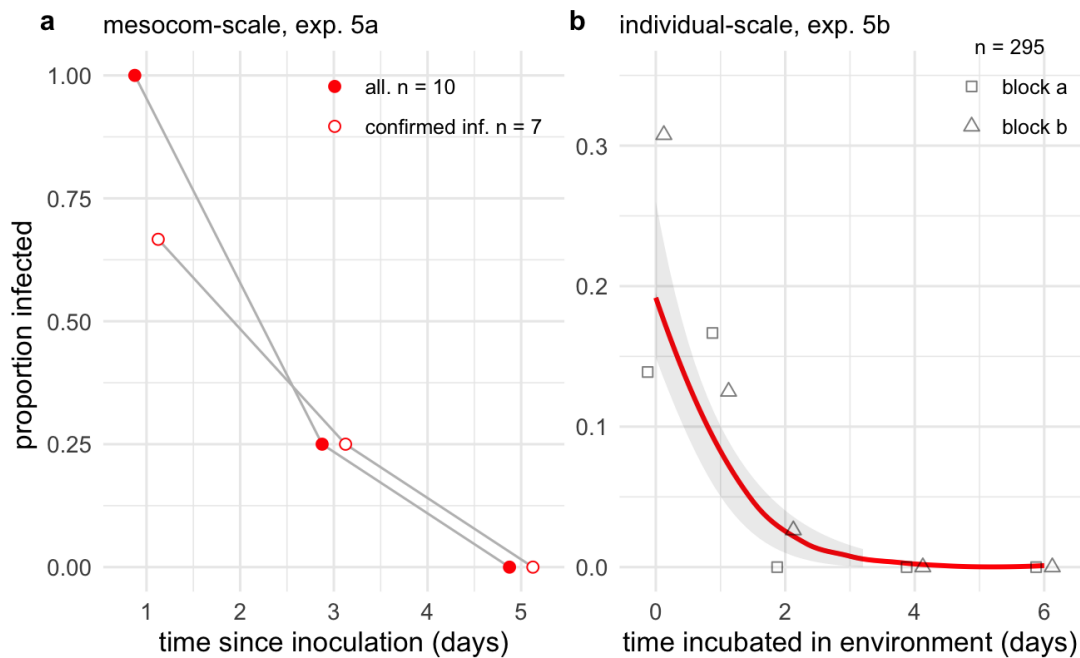 a mesocom-scale, exp. 5a
all. n = 10
confirmed inf. n = 7
proportion infected
1.00
0.75
0.50
0.25
0.00
1 2 3 4 5
time since inoculation (days)
b individual-scale, exp. 5b
n = 295
block a
block b
0.3
0.2
0.1
0.0
0 2 4 6
time incubated in environment (days)